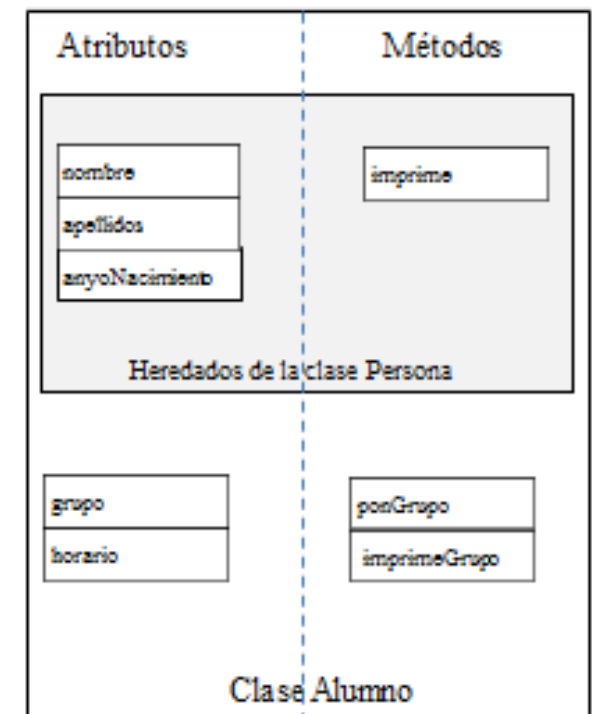 Atributos Métodos
nombre imprime
apellidos
anyoNacimiento
Heredados de la clase Persona
grupo ponGrupo
horario imprimeGrupo
Clase Alumno